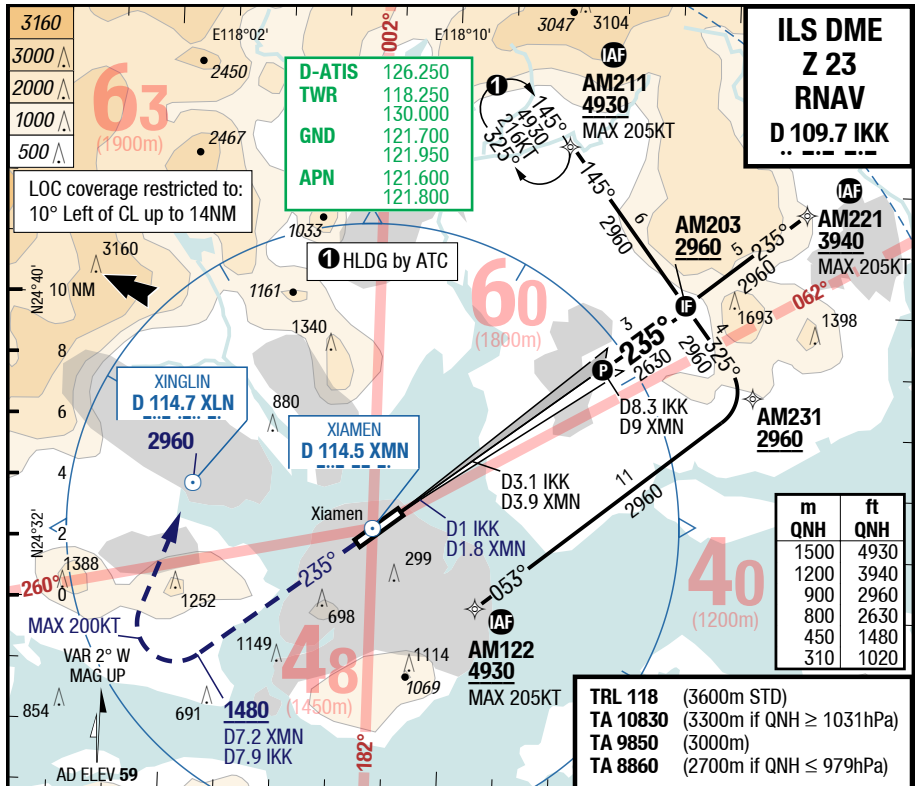 3160
3000
2000
1000
500
E118°02'
2450
63
(1900m)
2467
LOC coverage restricted to:
10° Left of CL up to 14NM
D-ATIS 126.250
TWR 118.250
130.000
GND 121.700
121.950
APN 121.600
121.800
002°
E118°10'
3047
3104
IAF
AM211
4930
MAX 205KT
1
145°
4930
216KT
325°
ILS DME
Z 23
RNAV
D 109.7 IKK
145°
6
2960
IAF
AM221
3940
MAX 205KT
AM203
2960
5
235°
2960
IF
062°
1033
1 HLDG by ATC
3160
10 NM
N24°40'
1161
1340
60
(1800m)
3
235°
2630
4
325°
2960
1693
1398
P
D8.3 IKK
D9 XMN
AM231
2960
8
6
4
2
0
XINGLIN
D 114.7 XLN
2960
880
XIAMEN
D 114.5 XMN
Xiamen
D3.1 IKK
D3.9 XMN
D1 IKK
D1.8 XMN
11
2960
N24°32'
1388
260°
1252
235°
299
698
053°
IAF
AM122
4930
MAX 205KT
40
(1200m)
m ft
QNH QNH
1500 4930
1200 3940
900 2960
800 2630
450 1480
310 1020
MAX 200KT
VAR 2° W
MAG UP
1149
48
(1450m)
1114
1069
854
691
1480
D7.2 XMN
D7.9 IKK
182°
AD ELEV 59
TRL 118 (3600m STD)
TA 10830 (3300m if QNH ≥ 1031hPa)
TA 9850 (3000m)
TA 8860 (2700m if QNH ≤ 979hPa)